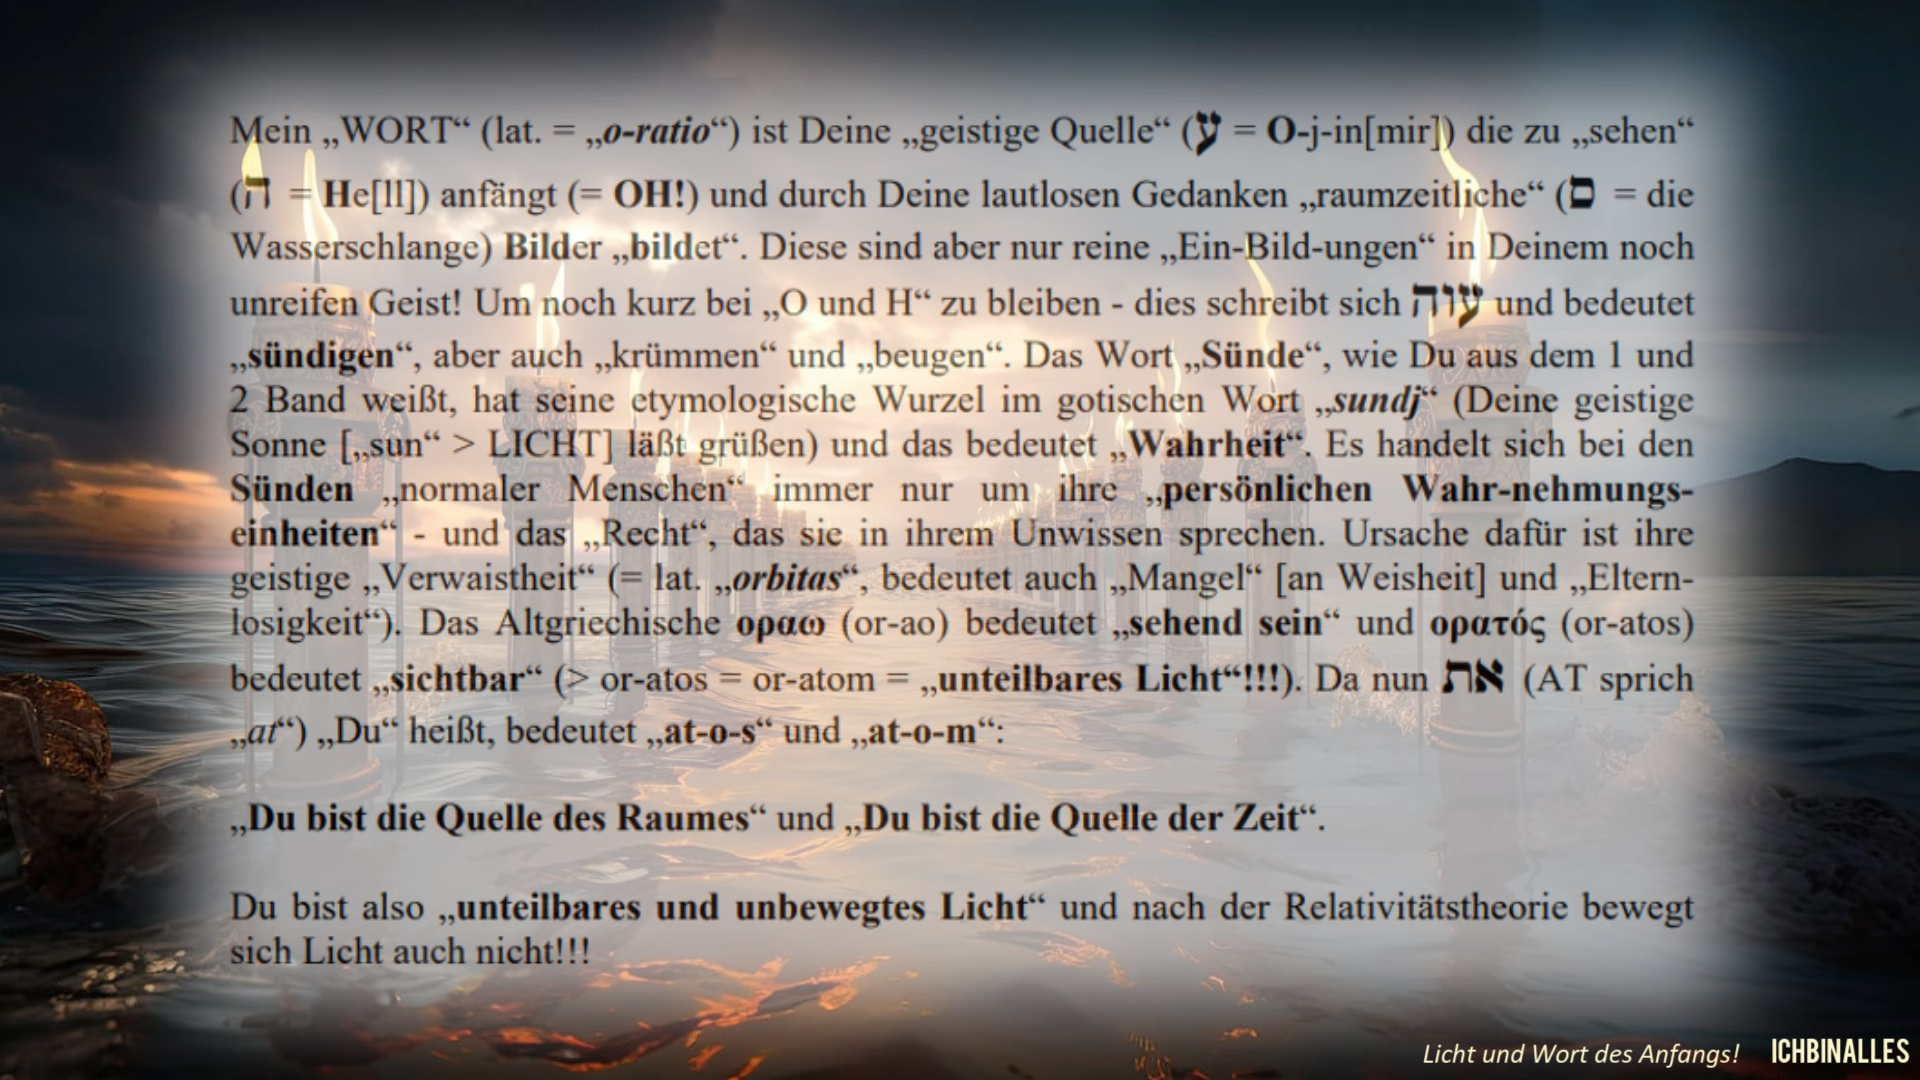 Mein „WORT“ (lat. = „o-ratio“) ist Deine „geistige Quelle“ (ע = O-j-in[mir]) die zu „sehen“
(ה = He[ll]) anfängt (= OH!) und durch Deine lautlosen Gedanken „raumzeitliche“ (ם = die
Wasserschlange) Bilder „bildet“. Diese sind aber nur reine „Ein-Bild-ungen“ in Deinem noch
unreifen Geist! Um noch kurz bei „O und H“ zu bleiben - dies schreibt sich עוה und bedeutet
„sündigen“, aber auch „krümmen“ und „beugen“. Das Wort „Sünde“, wie Du aus dem 1 und
2 Band weißt, hat seine etymologische Wurzel im gotischen Wort „sundj“ (Deine geistige
Sonne [„sun“ > LICHT] läßt grüßen) und das bedeutet „Wahrheit“. Es handelt sich bei den
Sünden „normaler Menschen“ immer nur um ihre „persönlichen Wahr-nehmungs-
einheiten“ - und das „Recht“, das sie in ihrem Unwissen sprechen. Ursache dafür ist ihre
geistige „Verwaistheit“ (= lat. „orbitas“, bedeutet auch „Mangel“ [an Weisheit] und „Eltern-
losigkeit“). Das Altgriechische οραω (or-ao) bedeutet „sehend sein“ und ορατός (or-atos)
bedeutet „sichtbar“ (> or-atos = or-atom = „unteilbares Licht“!!!). Da nun את (AT sprich
„at“) „Du“ heißt, bedeutet „at-o-s“ und „at-o-m“:
„Du bist die Quelle des Raumes“ und „Du bist die Quelle der Zeit“.
Du bist also „unteilbares und unbewegtes Licht“ und nach der Relativitätstheorie bewegt
sich Licht auch nicht!!!
Licht und Wort des Anfangs! ICHBINALLES